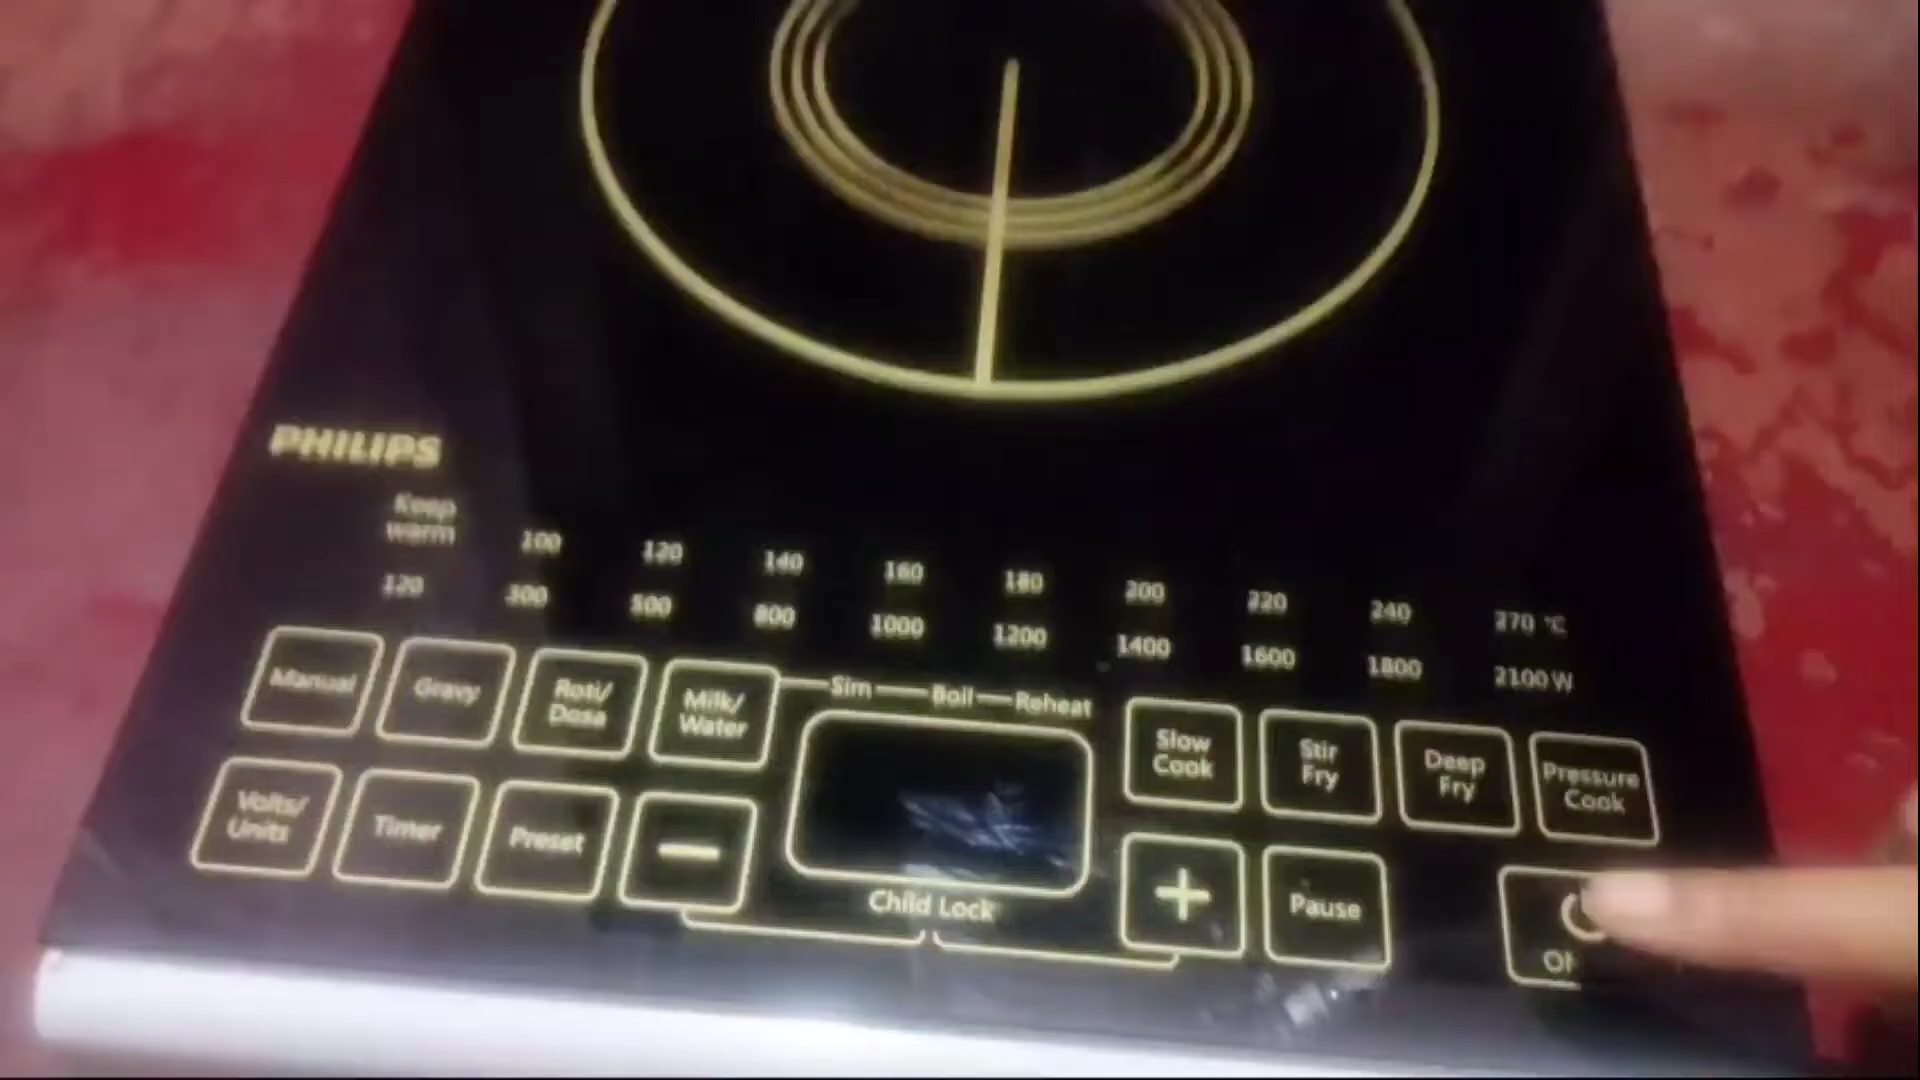 PHILIPS
Keep
warm
100 120 140 160 180 200 220 240 270 °C
120 300 500 800 1000 1200 1400 1600 1800 2100 W
Sim Boil Reheat
Manual
Gravy
Roti/
Dosa
Milk/
Water
Slow
Cook
Stir
Fry
Deep
Fry
Pressure
Cook
Volts/
Units
Timer
Preset
−
+
Pause
Child Lock